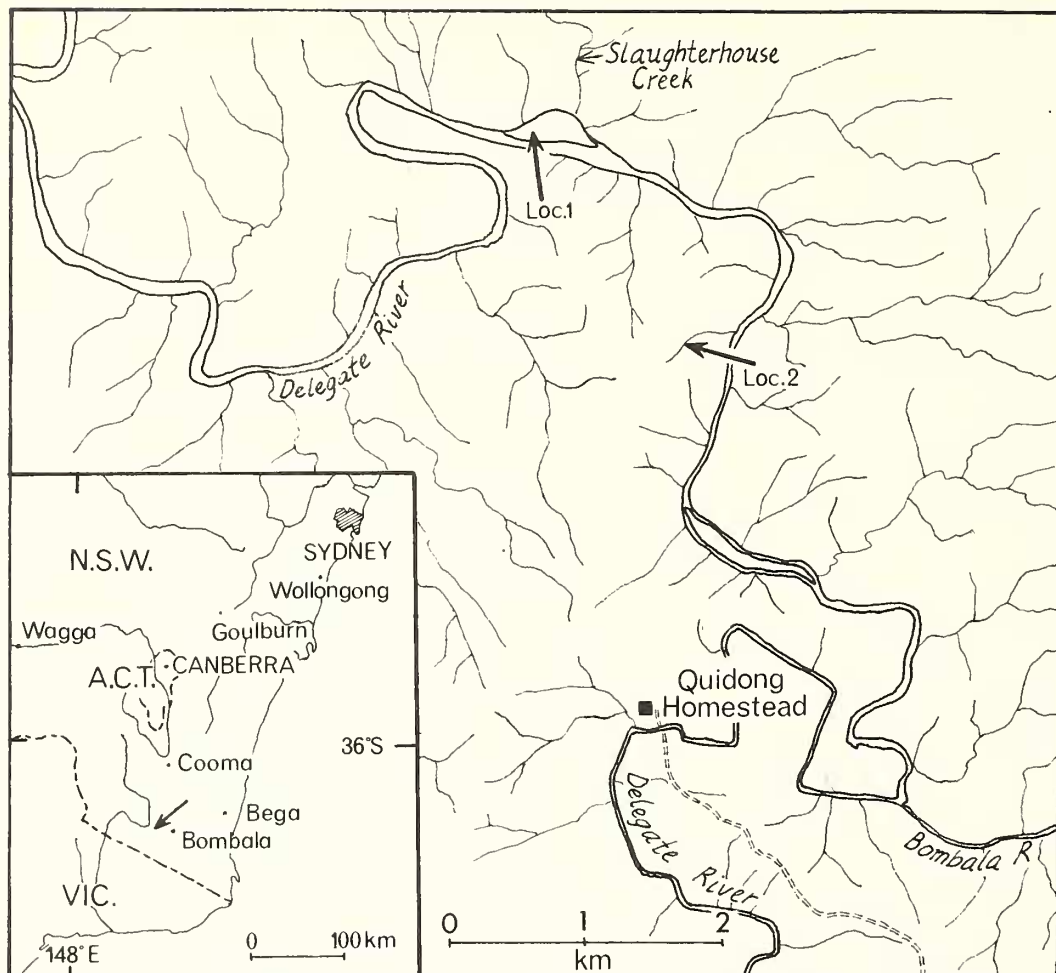 Slaughterhouse
Creek
Loc.1
Delegate River
Loc.2
N.S.W.
SYDNEY
Wollongong
Goulburn
Wagga
CANBERRA
A.C.T.
36°S
Cooma
Bega
Bombala
VIC.
148°E
0 100 km
Quidong
Homestead
Delegate River
Bombala R
0 1 2
km